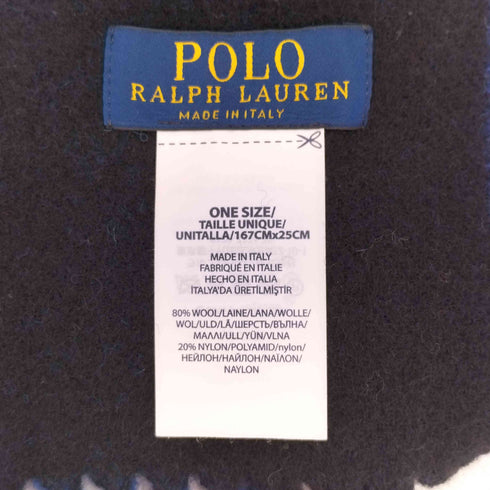 POLO
RALPH LAUREN
MADE IN ITALY
ONE SIZE/
TAILLE UNIQUE/
UNITALLA/167CMx25CM
MADE IN ITALY
FABRIQUÉ EN ITALIE
HECHO EN ITALIA
İTALYA'DA ÜRETİLMİŞTİR
80% WOOL/LAINE/LANA/WOLLE/
WOL/ULD/LÃ/ШЕРСТЬ/ВЪЛНА/
ΜΑΛΛΙ/ULL/YÜN/VLNA
20% NYLON/POLYAMID/nylon/
НЕЙЛОН/НАЙЛОН/ΝΑΪΛΟΝ/
NAYLON